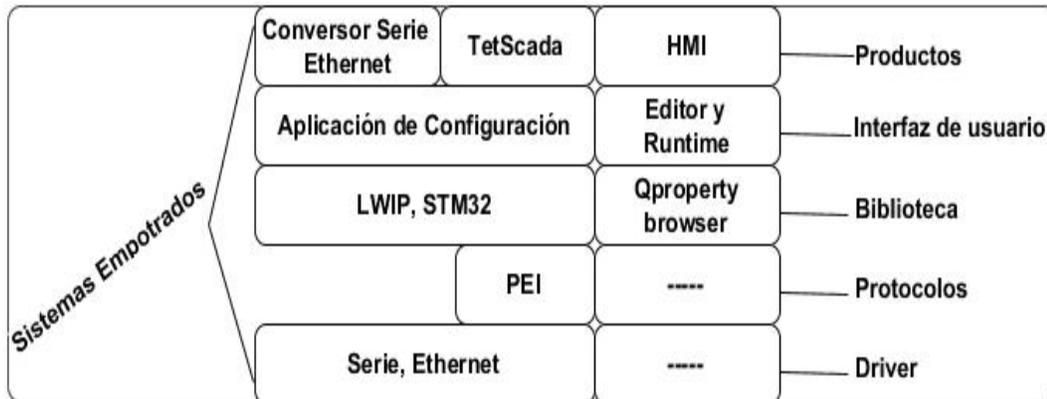 Conversor Serie
Ethernet
TetScada
HMI
Productos
Aplicación de Configuración
Editor y
Runtime
Interfaz de usuario
LWIP, STM32
Qproperty
browser
Biblioteca
Sistemas Empotrados
PEI
-----
Protocolos
Serie, Ethernet
-----
Driver